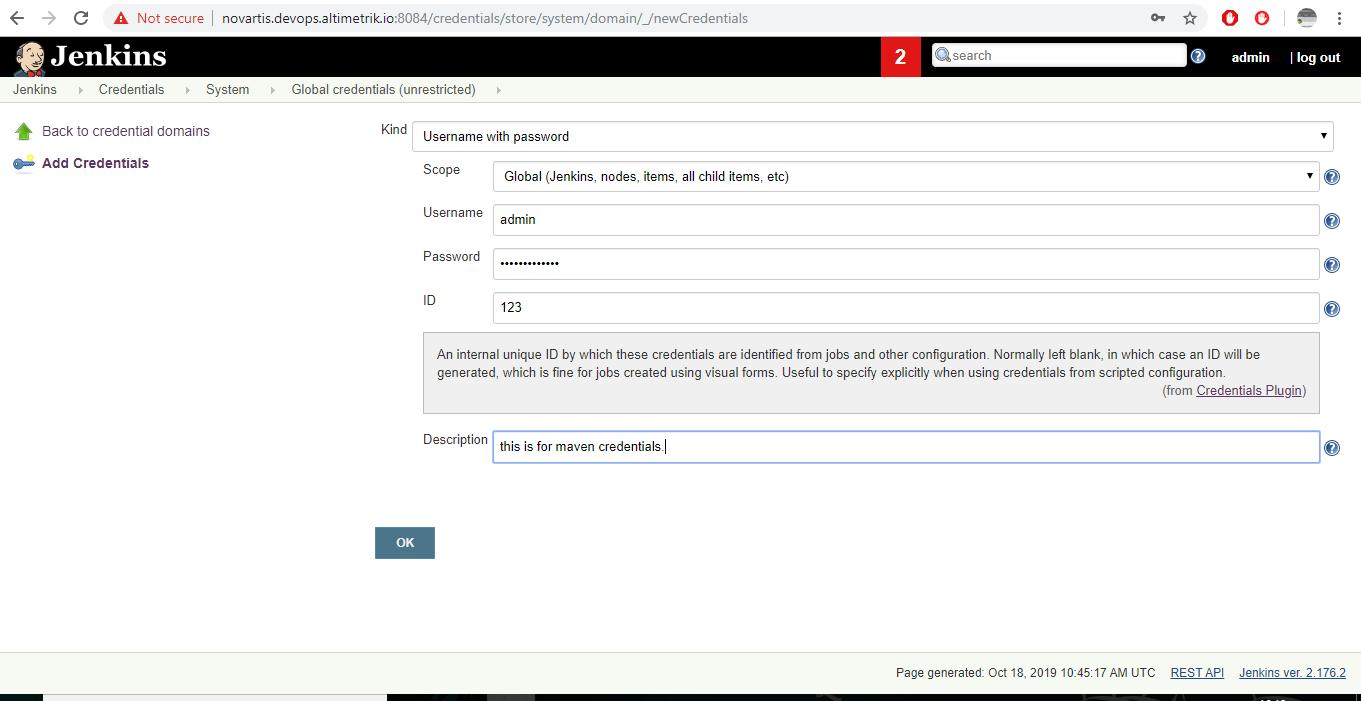 Not secure | novartis.devops.altimetrik.io:8084/credentials/store/system/domain/_/newCredentials
Jenkins
2
search
admin
| log out
Jenkins
Credentials
System
Global credentials (unrestricted)
Back to credential domains
Add Credentials
Kind
Username with password
Scope
Global (Jenkins, nodes, items, all child items, etc)
Username
admin
Password
•••••••••••••
ID
123
An internal unique ID by which these credentials are identified from jobs and other configuration. Normally left blank, in which case an ID will be
generated, which is fine for jobs created using visual forms. Useful to specify explicitly when using credentials from scripted configuration.
(from Credentials Plugin)
Description
this is for maven credentials.
OK
Page generated: Oct 18, 2019 10:45:17 AM UTC
REST API
Jenkins ver. 2.176.2